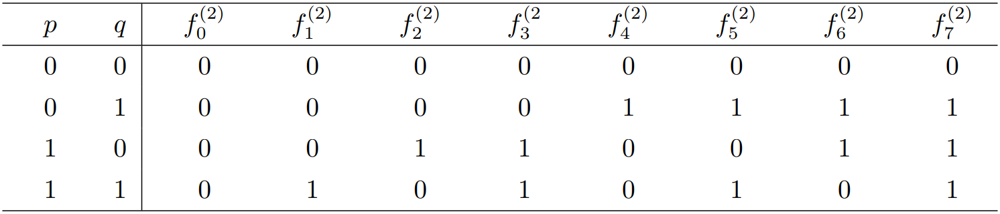 p q f_0^{(2)} f_1^{(2)} f_2^{(2)} f_3^{(2} f_4^{(2)} f_5^{(2)} f_6^{(2)} f_7^{(2)}
0 0 0 0 0 0 0 0 0 0
0 1 0 0 0 0 1 1 1 1
1 0 0 0 1 1 0 0 1 1
1 1 0 1 0 1 0 1 0 1